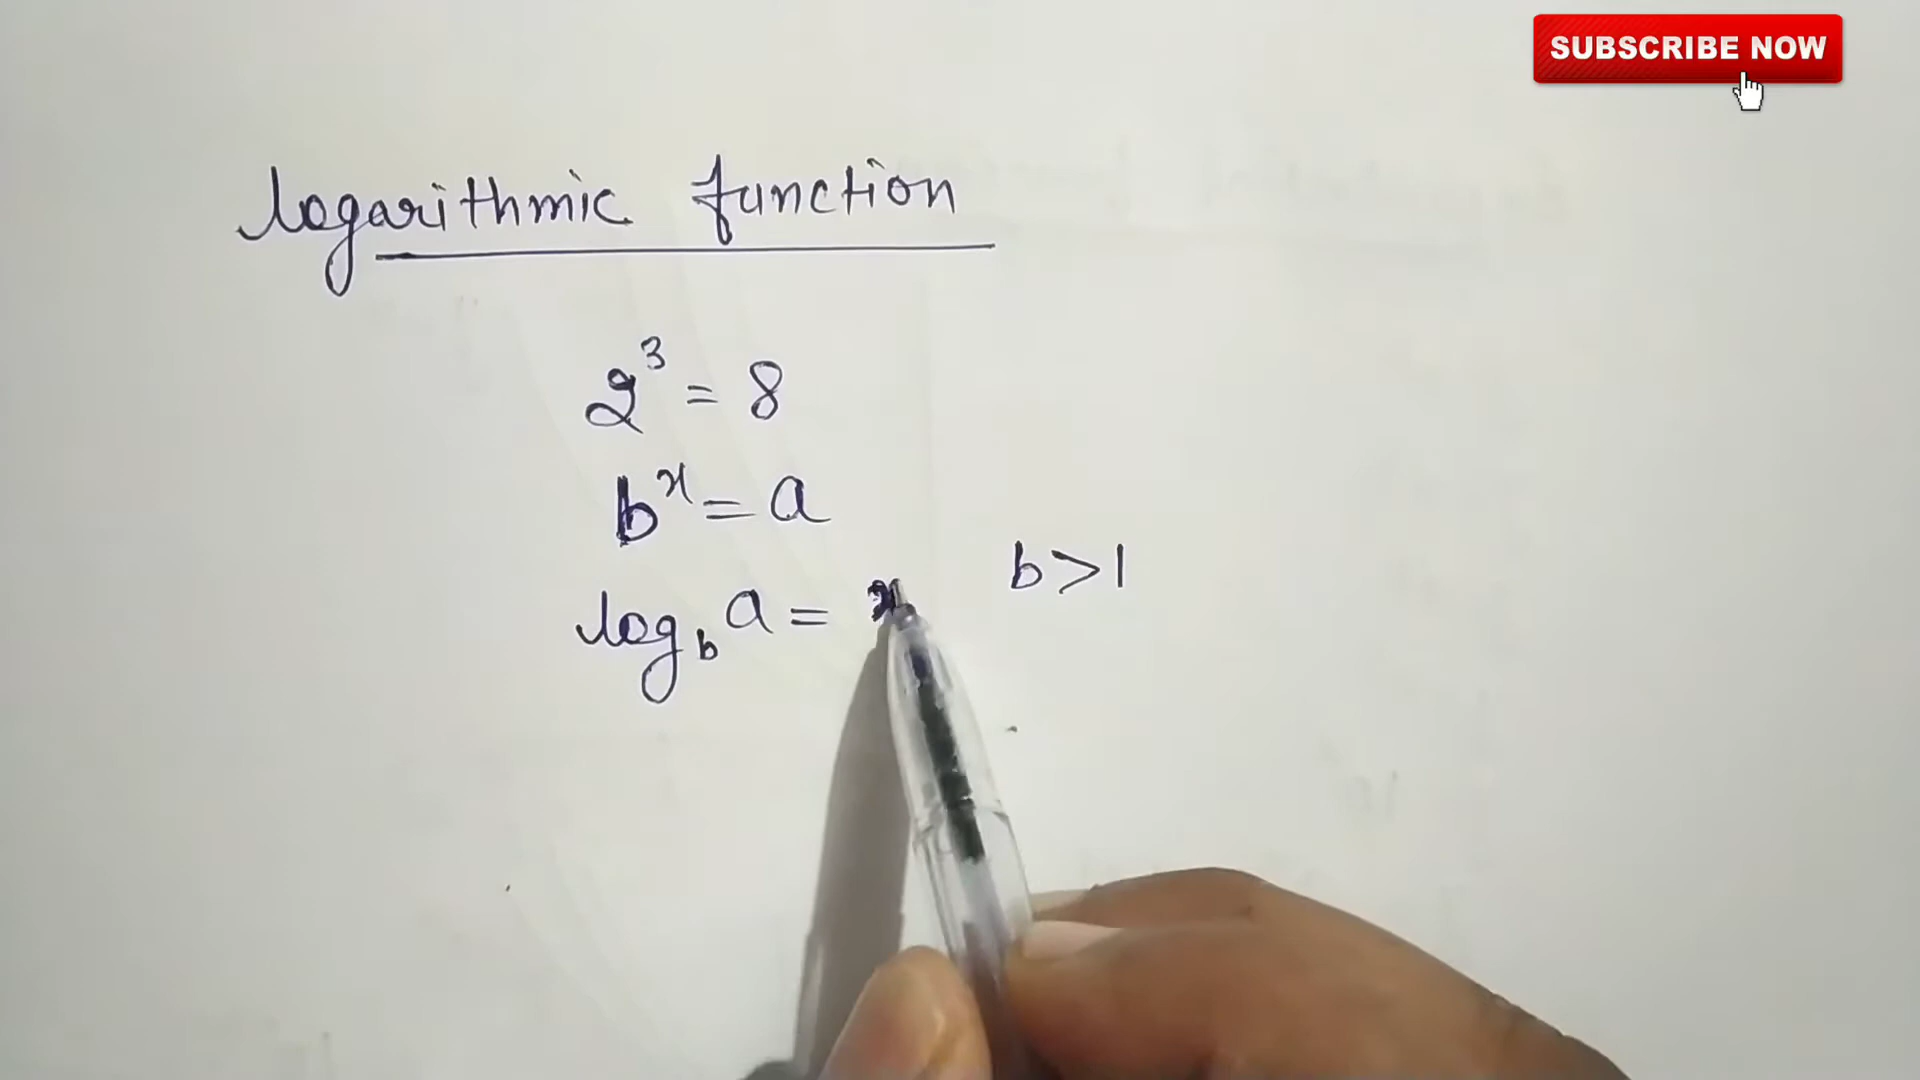 SUBSCRIBE NOW
logarithmic function
2³ = 8
bˣ = a
b > 1
log_b a = x